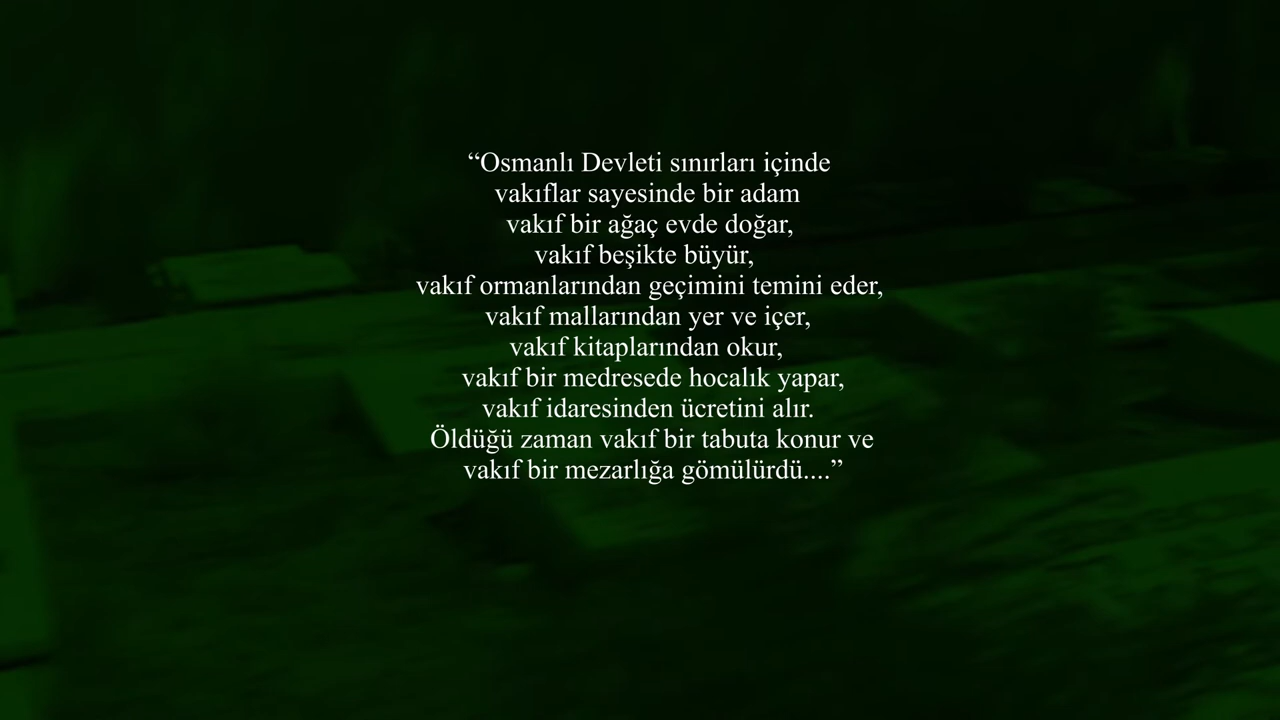 “Osmanlı Devleti sınırları içinde
vakıflar sayesinde bir adam
vakıf bir ağaç evde doğar,
vakıf beşikte büyür,
vakıf ormanlarından geçimini temini eder,
vakıf mallarından yer ve içer,
vakıf kitaplarından okur,
vakıf bir medresede hocalık yapar,
vakıf idaresinden ücretini alır.
Öldüğü zaman vakıf bir tabuta konur ve
vakıf bir mezarlığa gömülürdü....”